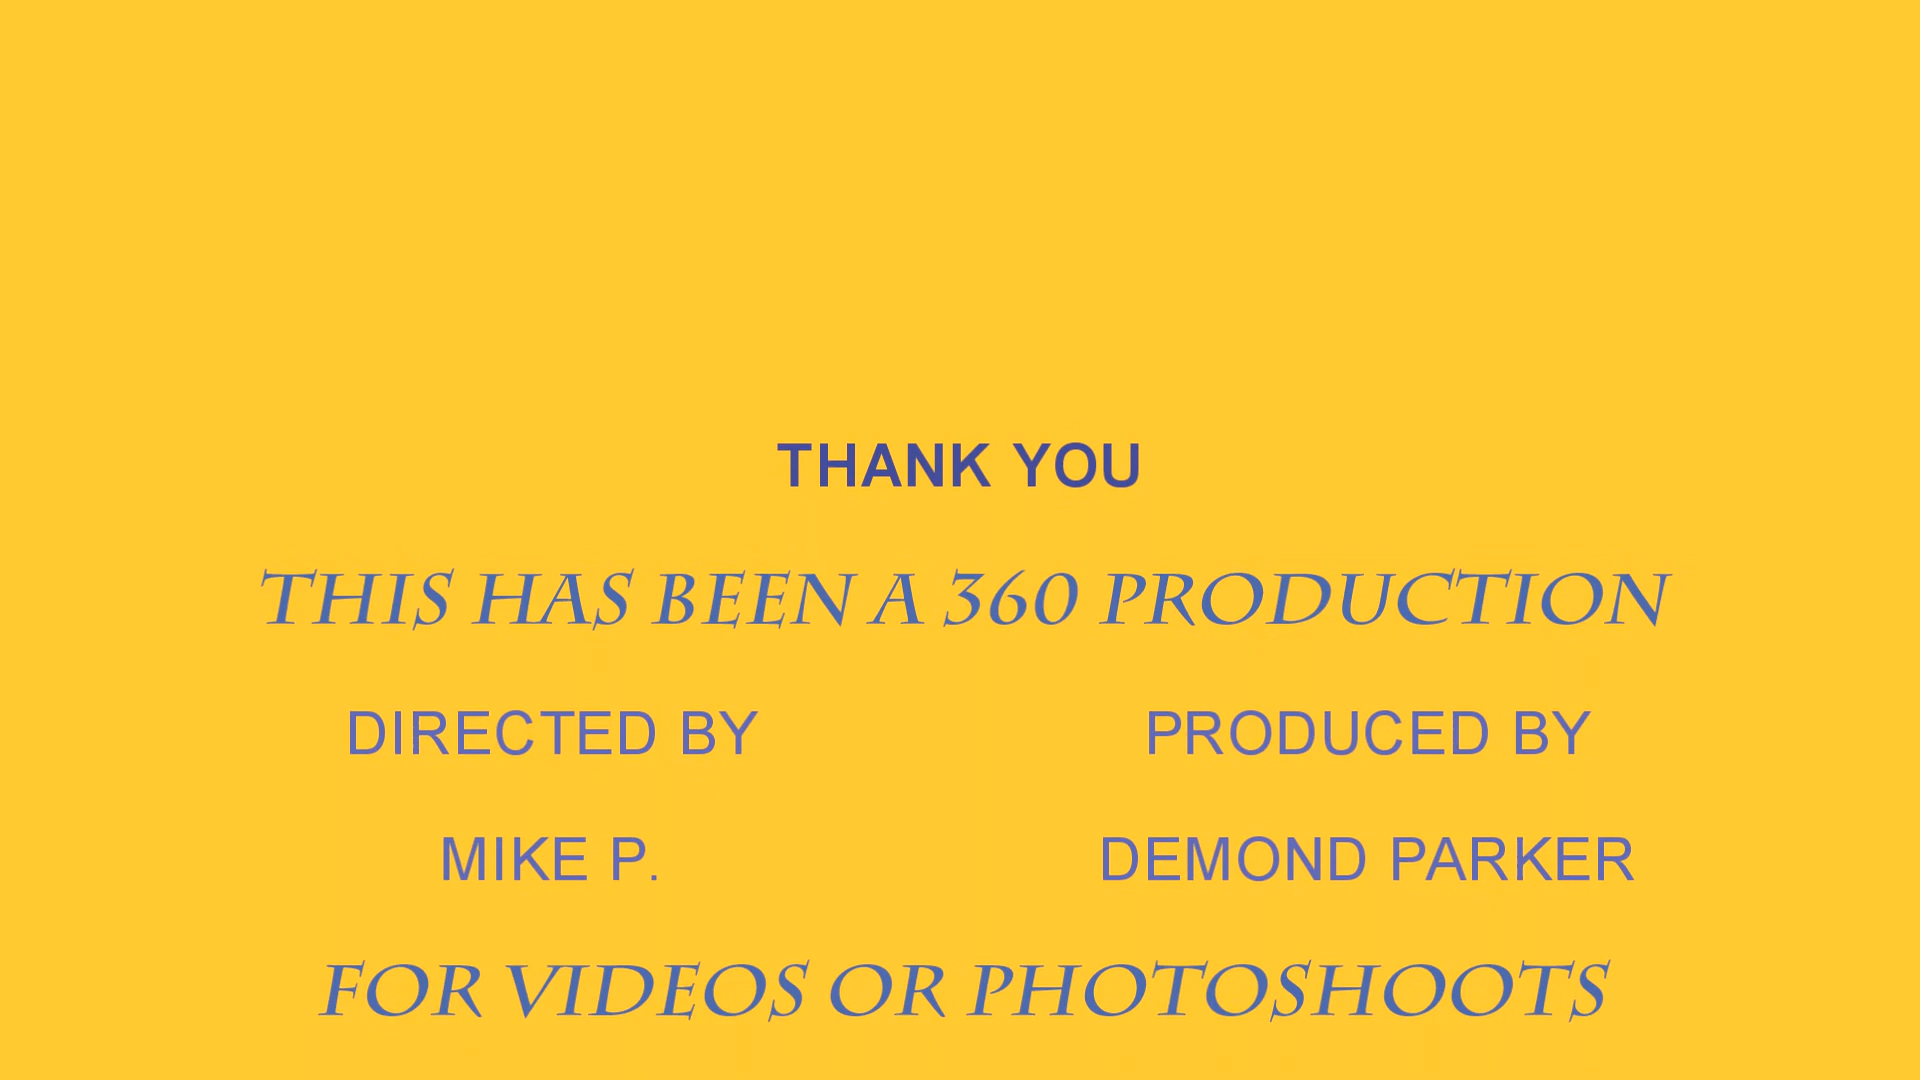 THANK YOU
THIS HAS BEEN A 360 PRODUCTION
DIRECTED BY PRODUCED BY
MIKE P. DEMOND PARKER
FOR VIDEOS OR PHOTOSHOOTS